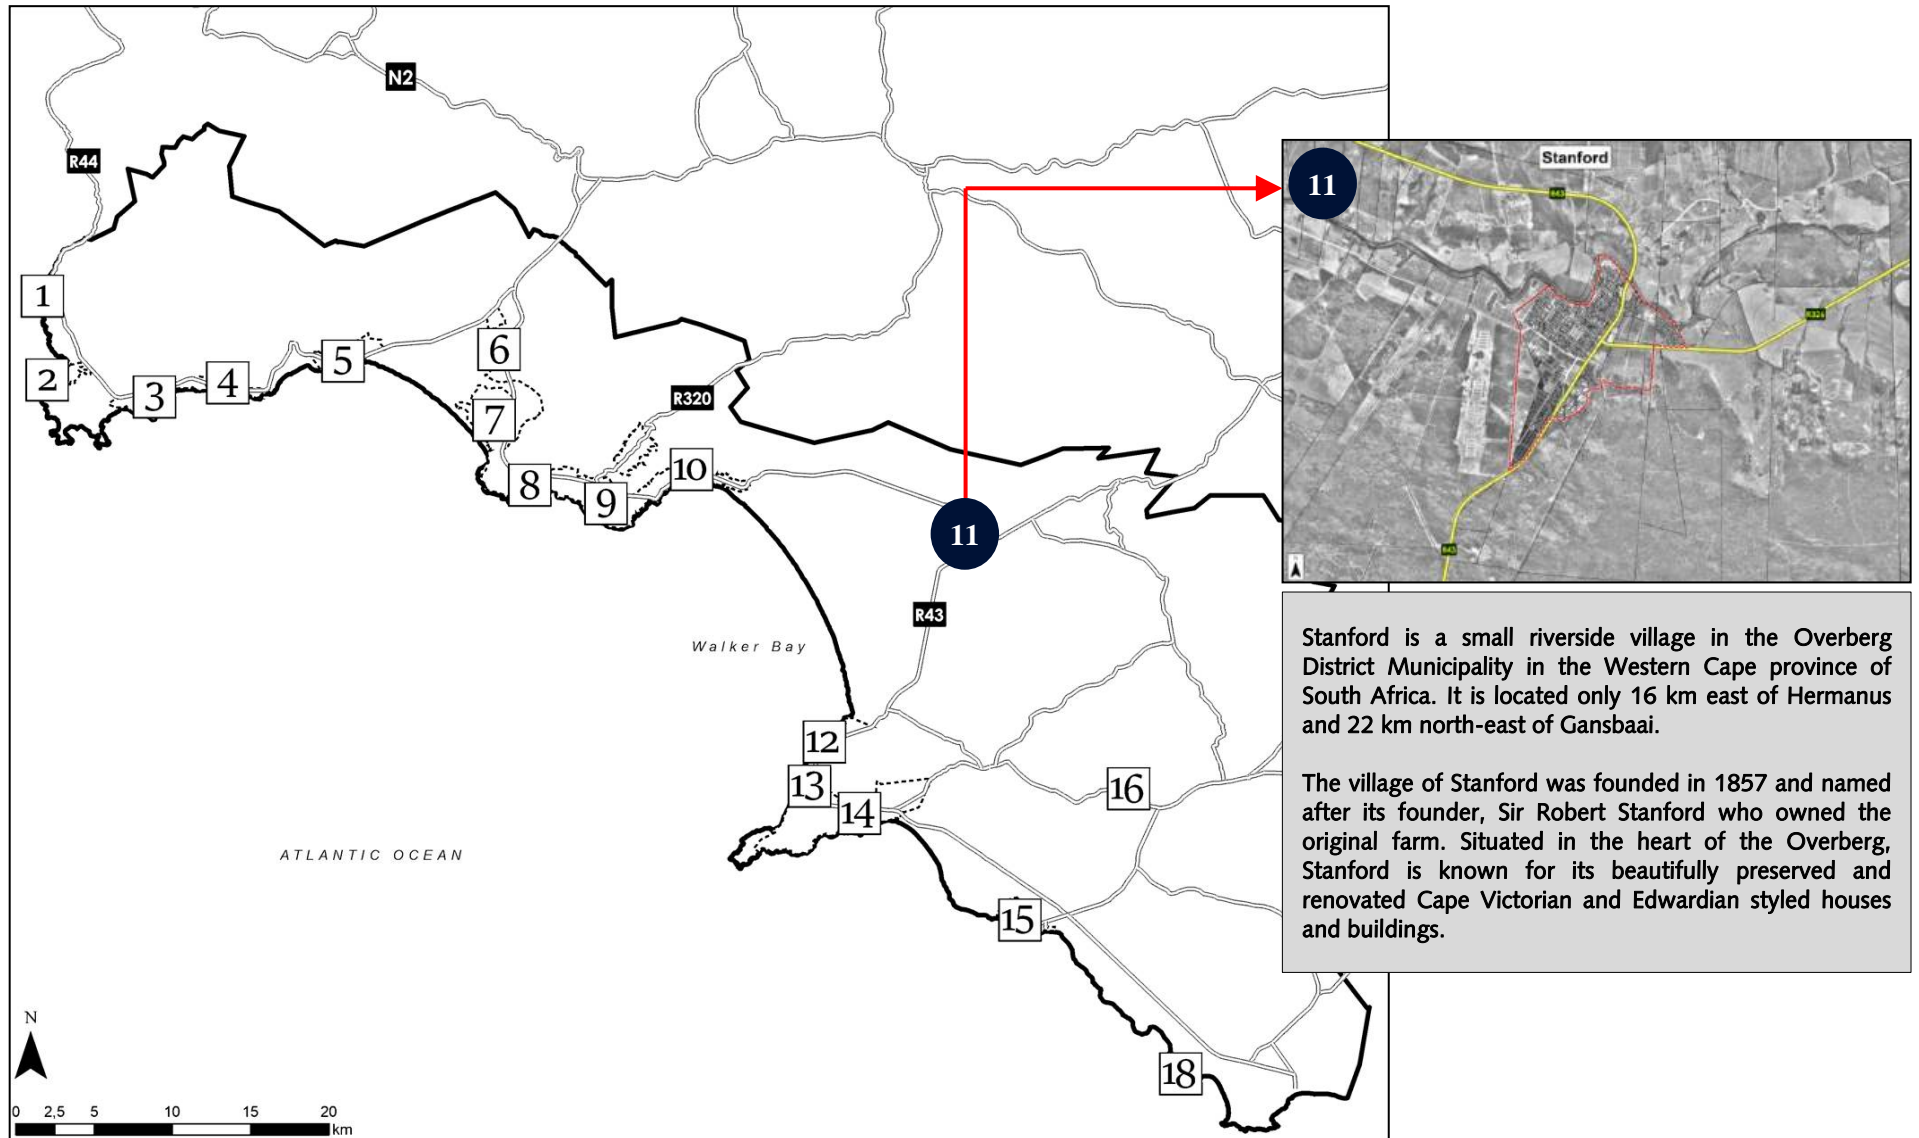 N2
R44
Stanford
11
R43
1
R326
5
6
2
4
3
R320
7
10
8
9
11
R43
R43
Walker Bay
Stanford is a small riverside village in the Overberg
District Municipality in the Western Cape province of
South Africa. It is located only 16 km east of Hermanus
and 22 km north-east of Gansbaai.
12
13
16
14
The village of Stanford was founded in 1857 and named
after its founder, Sir Robert Stanford who owned the
original farm. Situated in the heart of the Overberg,
Stanford is known for its beautifully preserved and
renovated Cape Victorian and Edwardian styled houses
and buildings.
ATLANTIC OCEAN
15
N
18
0 2,5 5 10 15 20
km